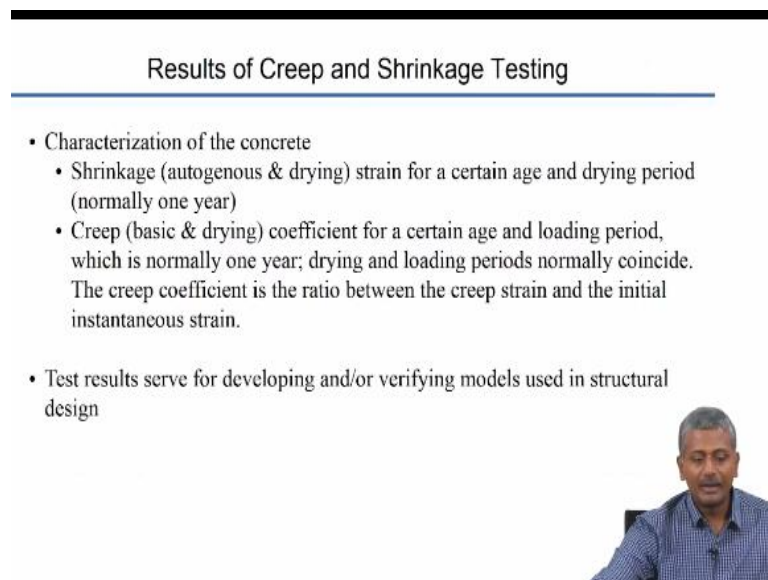 Results of Creep and Shrinkage Testing
• Characterization of the concrete
• Shrinkage (autogenous & drying) strain for a certain age and drying period
(normally one year)
• Creep (basic & drying) coefficient for a certain age and loading period,
which is normally one year; drying and loading periods normally coincide.
The creep coefficient is the ratio between the creep strain and the initial
instantaneous strain.
• Test results serve for developing and/or verifying models used in structural
design